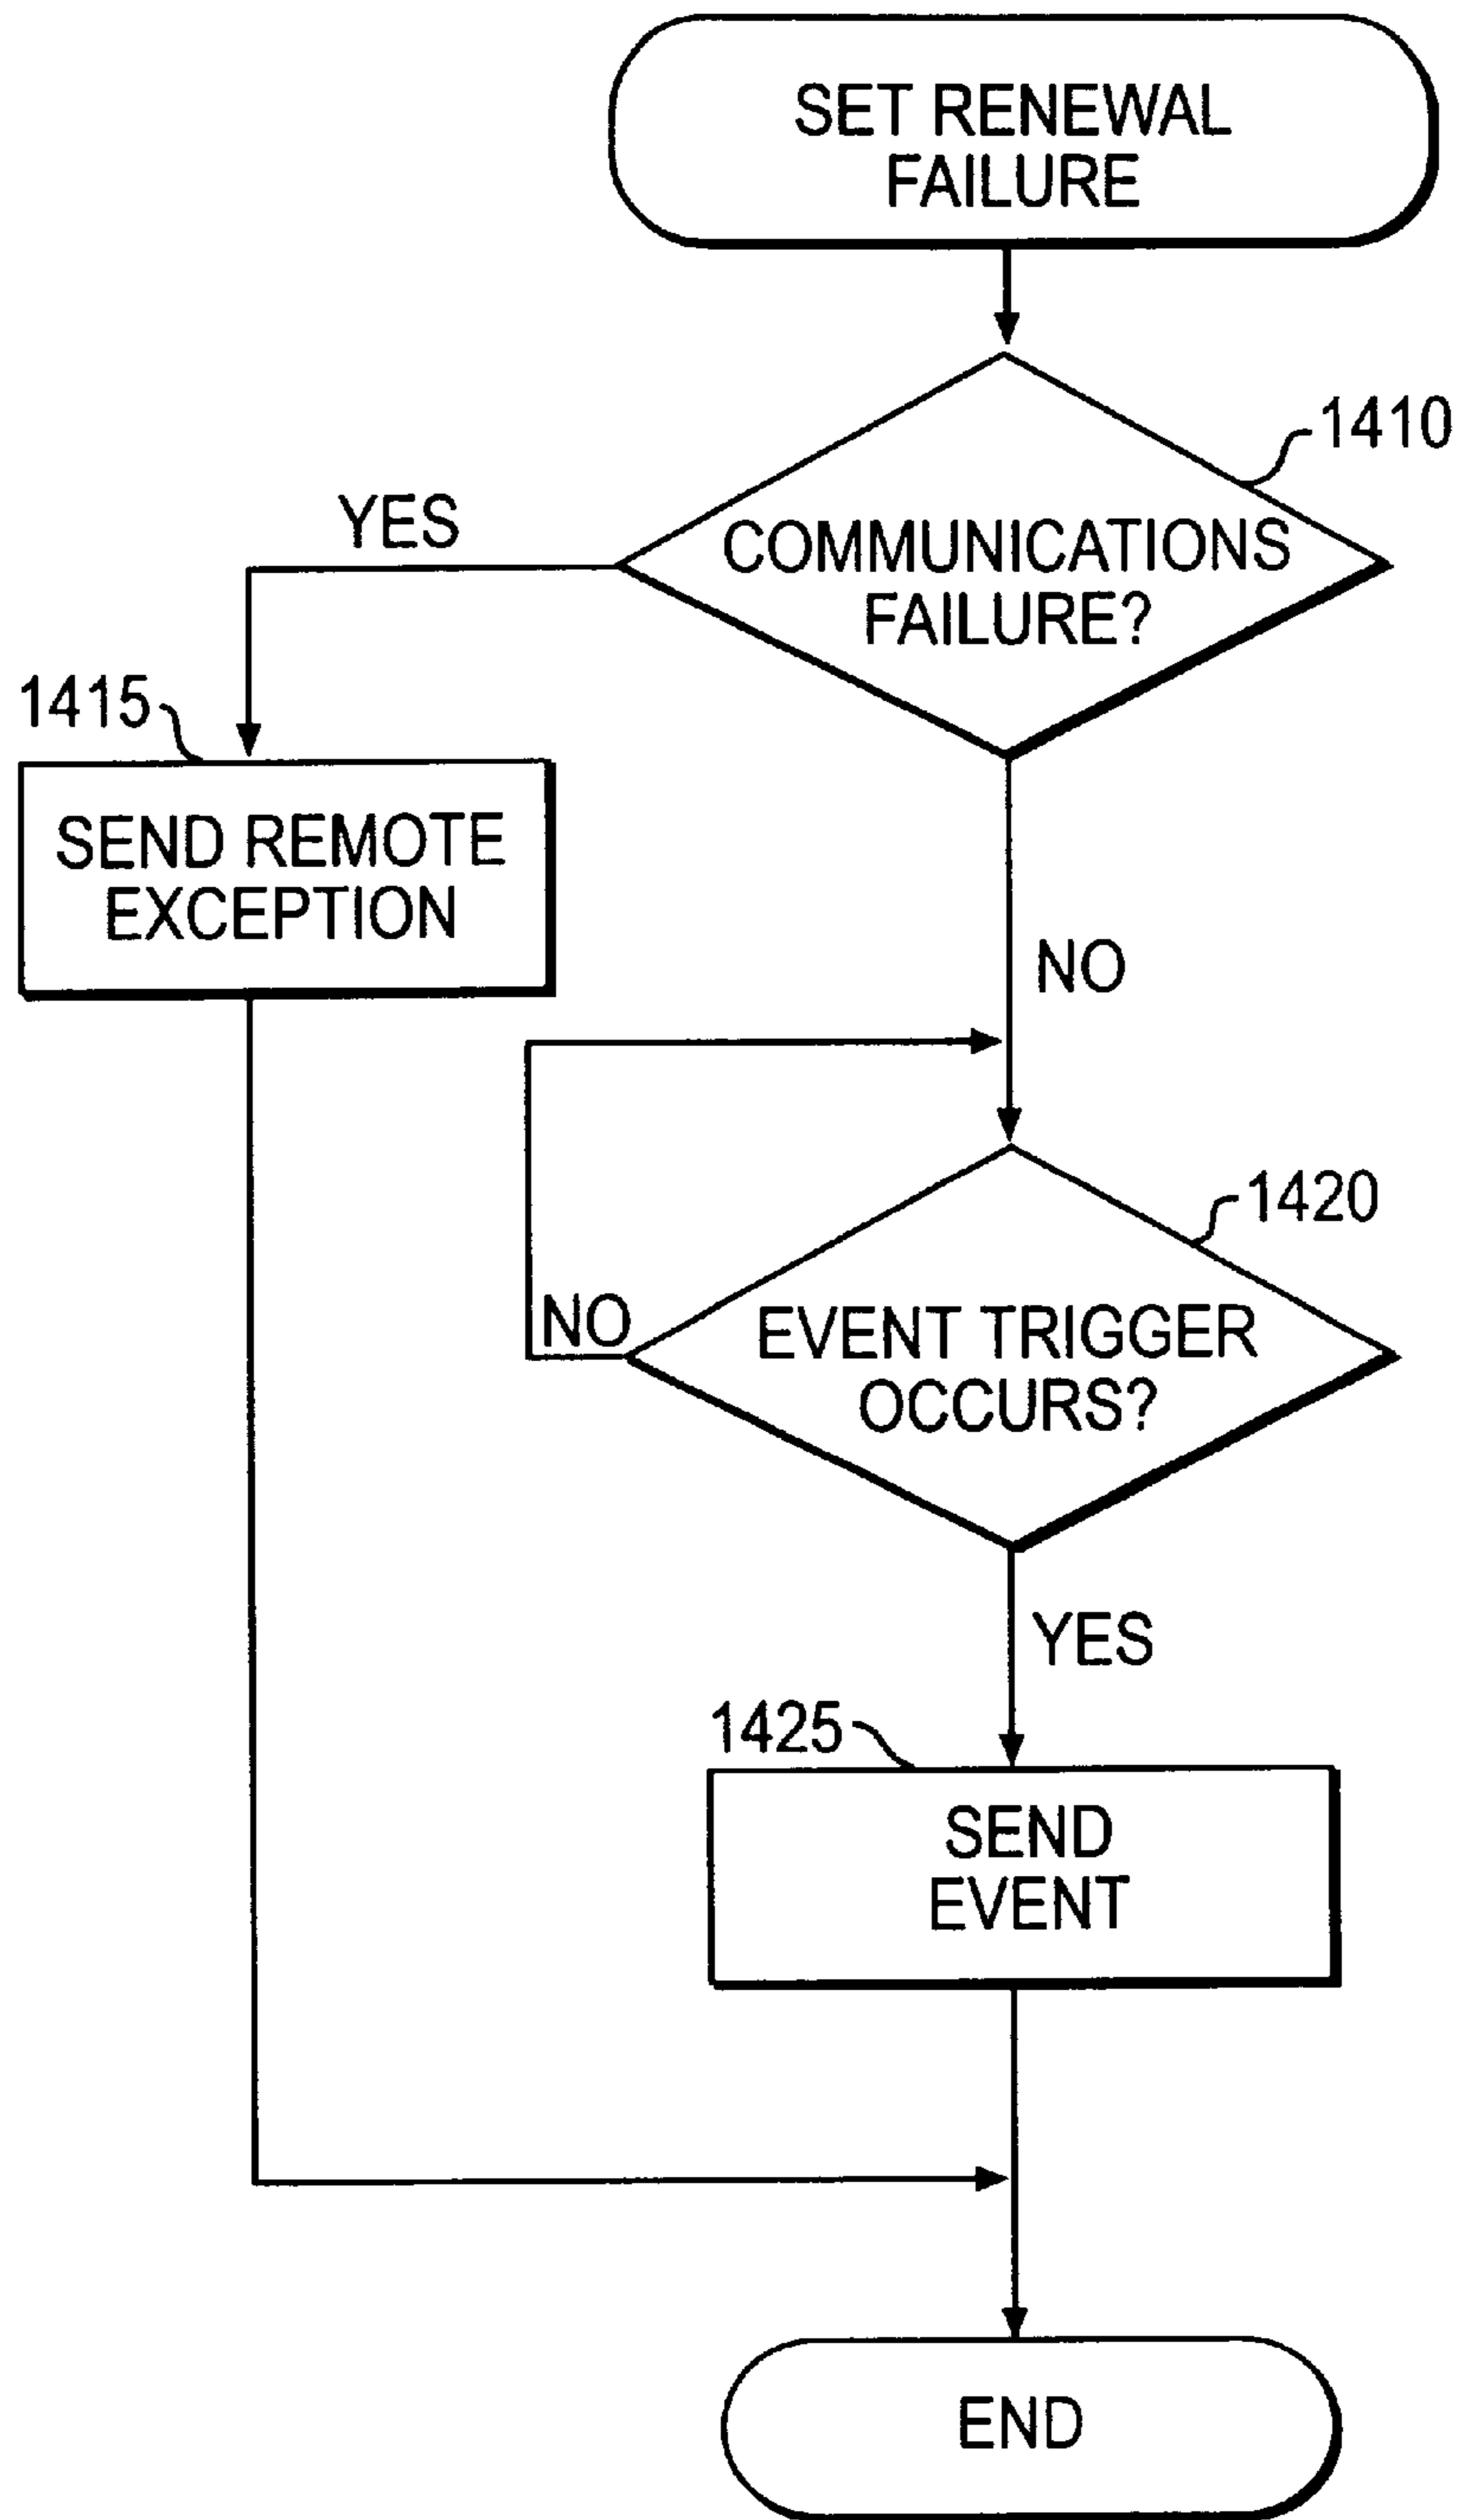 SET RENEWAL
FAILURE
1410
YES
COMMUNICATIONS
FAILURE?
1415
SEND REMOTE
EXCEPTION
NO
1420
NO
EVENT TRIGGER
OCCURS?
YES
1425
SEND
EVENT
END